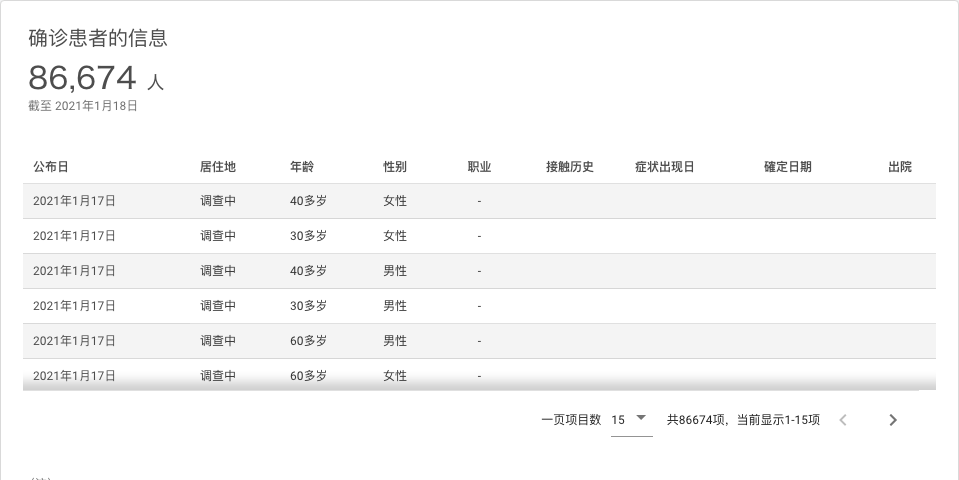 确诊患者的信息
86,674 人
截至 2021年1月18日
公布日 居住地 年龄 性别 职业 接触历史 症状出现日 確定日期 出院
2021年1月17日 调查中 40多岁 女性 -
2021年1月17日 调查中 30多岁 女性 -
2021年1月17日 调查中 40多岁 男性 -
2021年1月17日 调查中 30多岁 男性 -
2021年1月17日 调查中 60多岁 男性 -
2021年1月17日 调查中 60多岁 女性 -
一页项目数 15 共86674项，当前显示1-15项